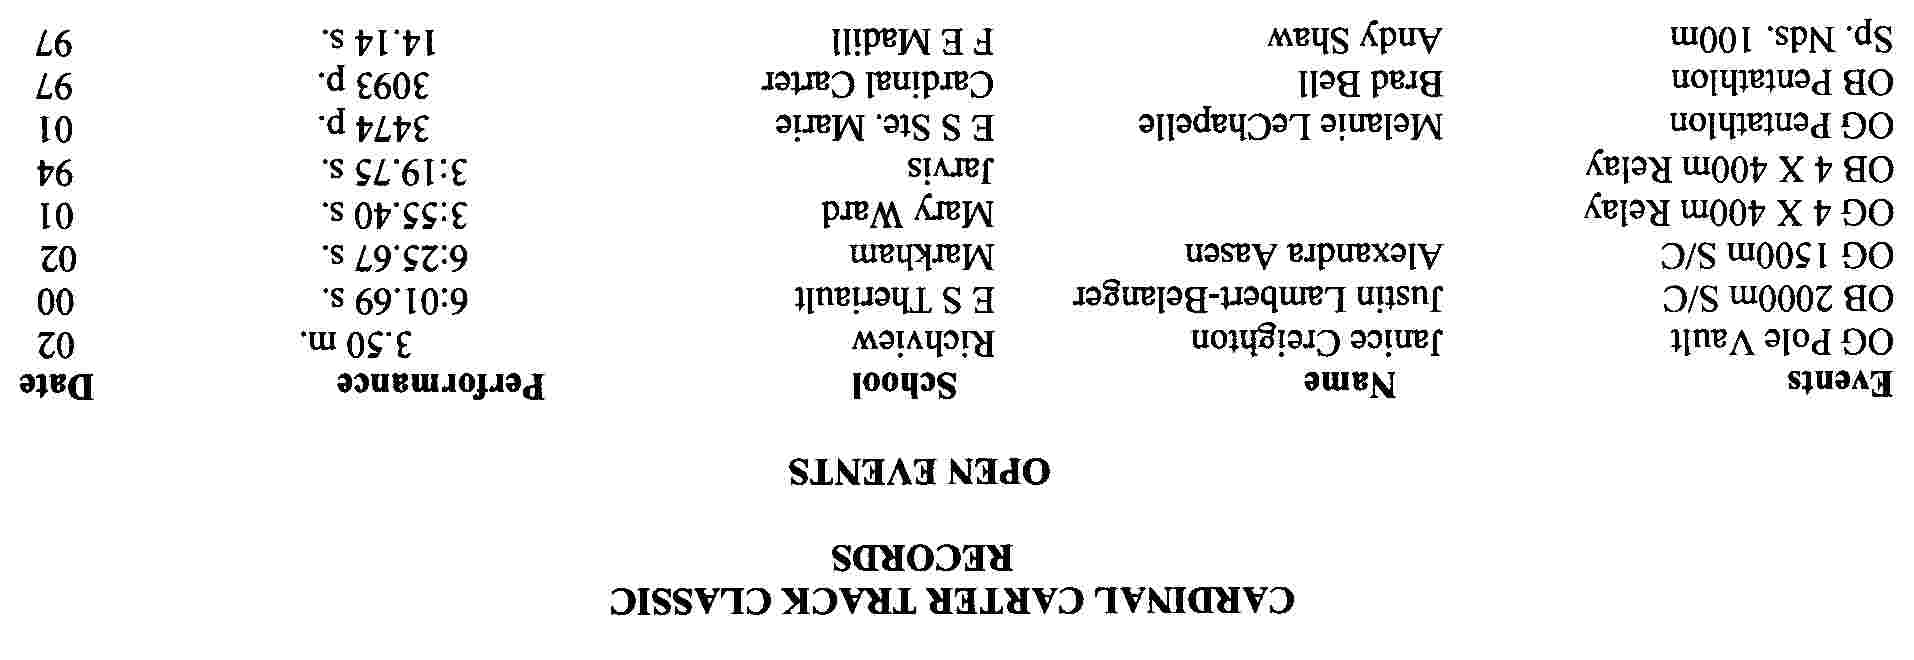 CARDINAL CARTER TRACK CLASSIC
RECORDS
OPEN EVENTS
Events Name School Performance Date
OG Pole Vault Janice Creighton Richview 3.50 m. 02
OB 2000m S/C Justin Lambert-Belanger E S Theriault 6:01.69 s. 00
OG 1500m S/C Alexandra Aasen Markham 6:25.67 s. 02
OG 4 X 400m Relay Mary Ward 3:55.40 s. 01
OB 4 X 400m Relay Jarvis 3:19.75 s. 94
OG Pentathlon Melanie LeChapelle E S Ste. Marie 3474 p. 01
OB Pentathlon Brad Bell Cardinal Carter 3093 p. 97
Sp. Nds. 100m Andy Shaw F E Madill 14.14 s. 97